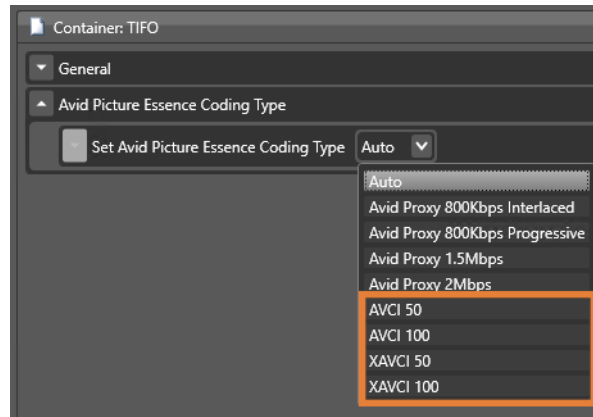 Container: TIFO
General
Avid Picture Essence Coding Type
Set Avid Picture Essence Coding Type Auto
Auto
Avid Proxy 800Kbps Interlaced
Avid Proxy 800Kbps Progressive
Avid Proxy 1.5Mbps
Avid Proxy 2Mbps
AVCI 50
AVCI 100
XAVCI 50
XAVCI 100